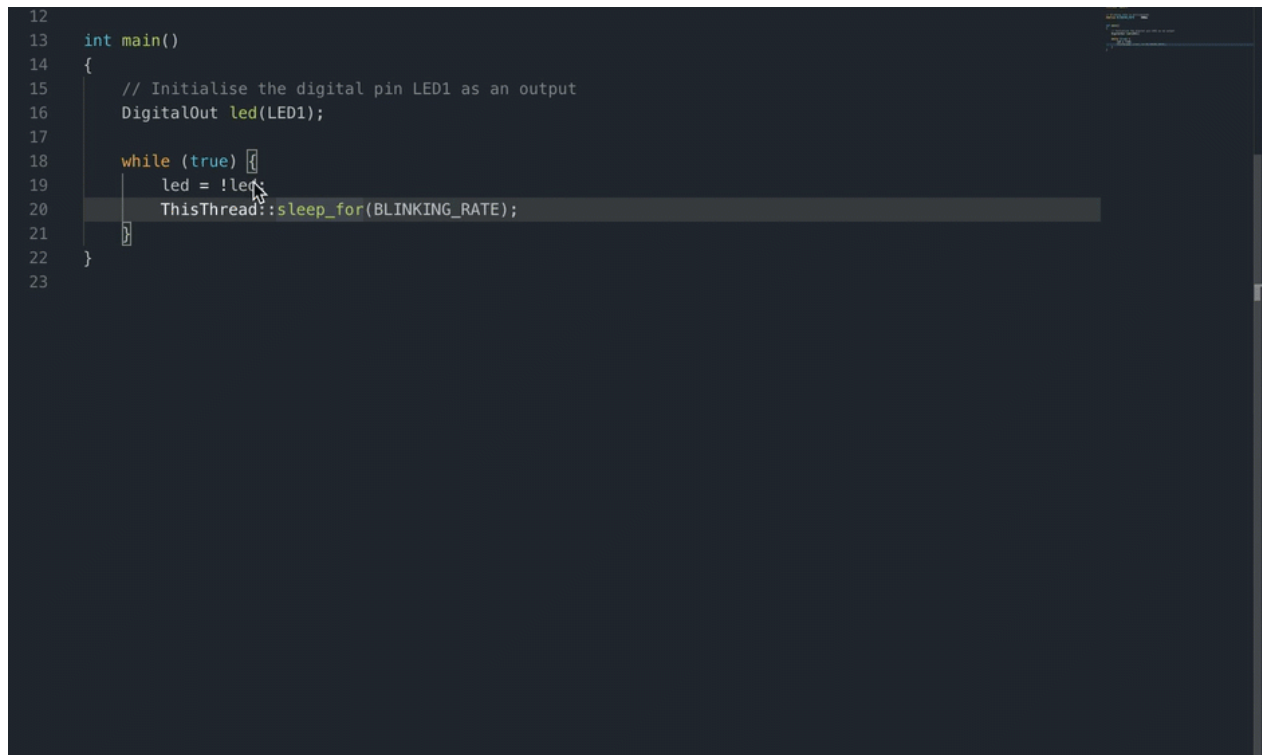 12
13 int main()
14 {
15 // Initialise the digital pin LED1 as an output
16 DigitalOut led(LED1);
17
18 while (true) {
19 led = !led;
20 ThisThread::sleep_for(BLINKING_RATE);
21 }
22 }
23